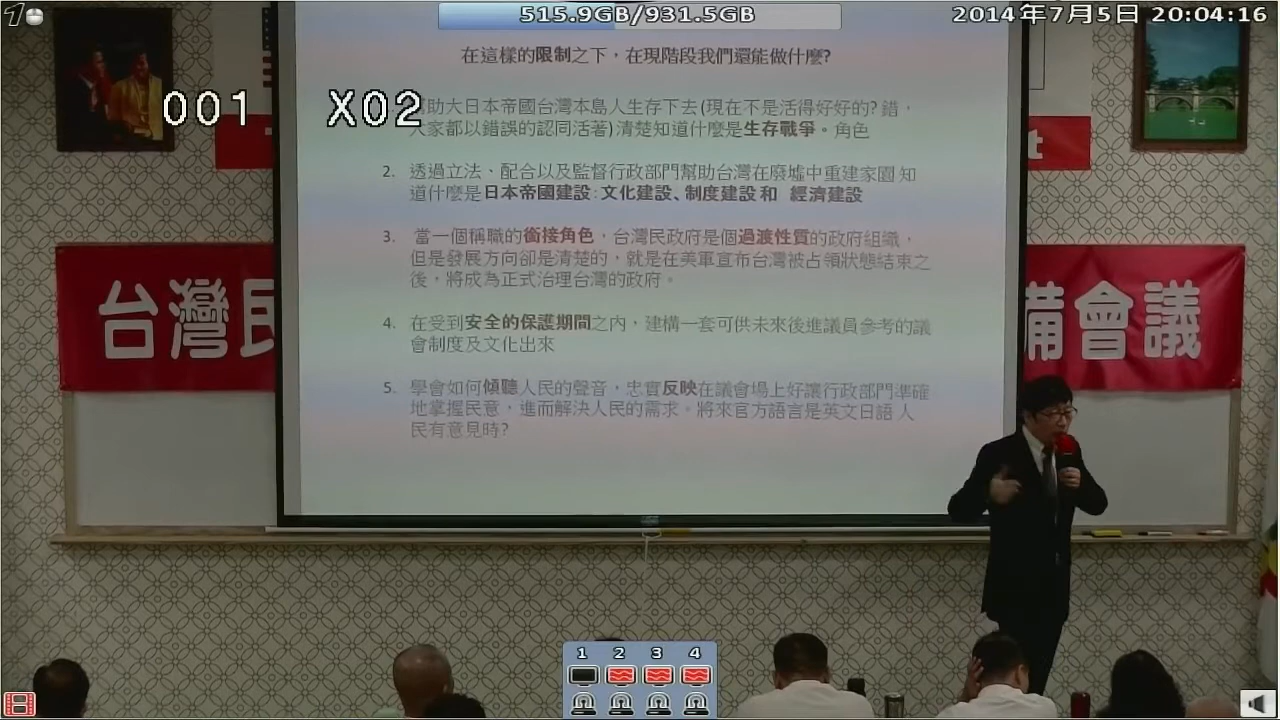 515.9GB/931.5GB
2014年7月5日 20:04:16
001 X02
在這樣的限制之下，在現階段我們還能做什麼?
助大日本帝國台灣本島人生存下去(現在不是活得好好的? 錯，
家都以錯誤的認同活著)清楚知道什麼是生存戰爭。角色
2. 透過立法、配合以及監督行政部門幫助台灣在廢墟中重建家園 知
道什麼是日本帝國建設：文化建設、制度建設 和 經濟建設
3. 當一個稱職的銜接角色，台灣民政府是個過渡性質的政府組織，
但是發展方向卻是清楚的，就是在美軍宣布台灣被占領狀態結束之
後，將成為正式治理台灣的政府。
4. 在受到安全的保護期間之內，建構一套可供未來後進議員參考的議
會制度及文化出來
5. 學會如何傾聽人民的聲音，忠實反映在議會場上好讓行政部門準確
地掌握民意，進而解決人民的需求。將來官方語言是英文日語 人
民有意見時?
t
台灣民
備會議
1 2 3 4